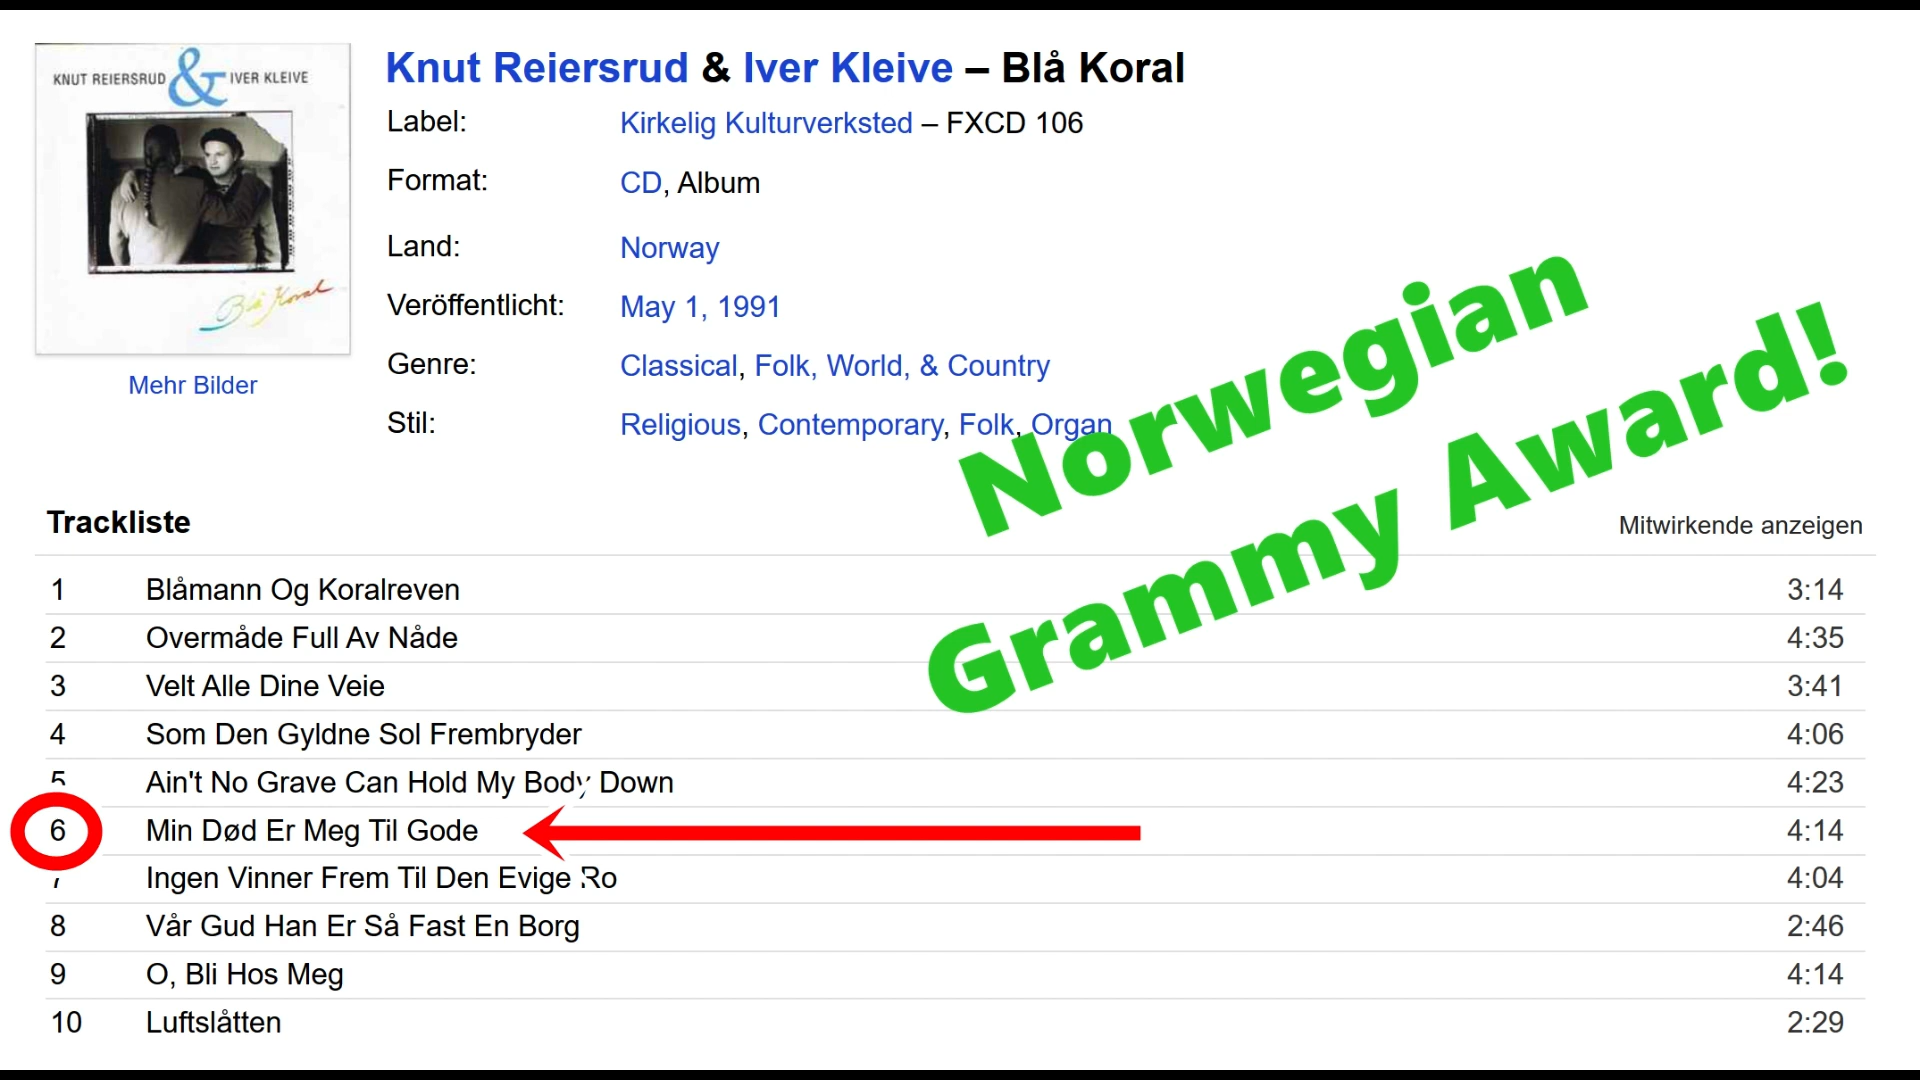 KNUT REIERSRUD & IVER KLEIVE
Blå Koral
Mehr Bilder
Knut Reiersrud & Iver Kleive – Blå Koral
Label: Kirkelig Kulturverksted – FXCD 106
Format: CD, Album
Land: Norway
Veröffentlicht: May 1, 1991
Genre: Classical, Folk, World, & Country
Stil: Religious, Contemporary, Folk, Organ
Norwegian
Grammy Award!
Trackliste Mitwirkende anzeigen
1 Blåmann Og Koralreven 3:14
2 Overmåde Full Av Nåde 4:35
3 Velt Alle Dine Veie 3:41
4 Som Den Gyldne Sol Frembryder 4:06
5 Ain't No Grave Can Hold My Body Down 4:23
6 Min Død Er Meg Til Gode 4:14
7 Ingen Vinner Frem Til Den Evige Ro 4:04
8 Vår Gud Han Er Så Fast En Borg 2:46
9 O, Bli Hos Meg 4:14
10 Luftslåtten 2:29